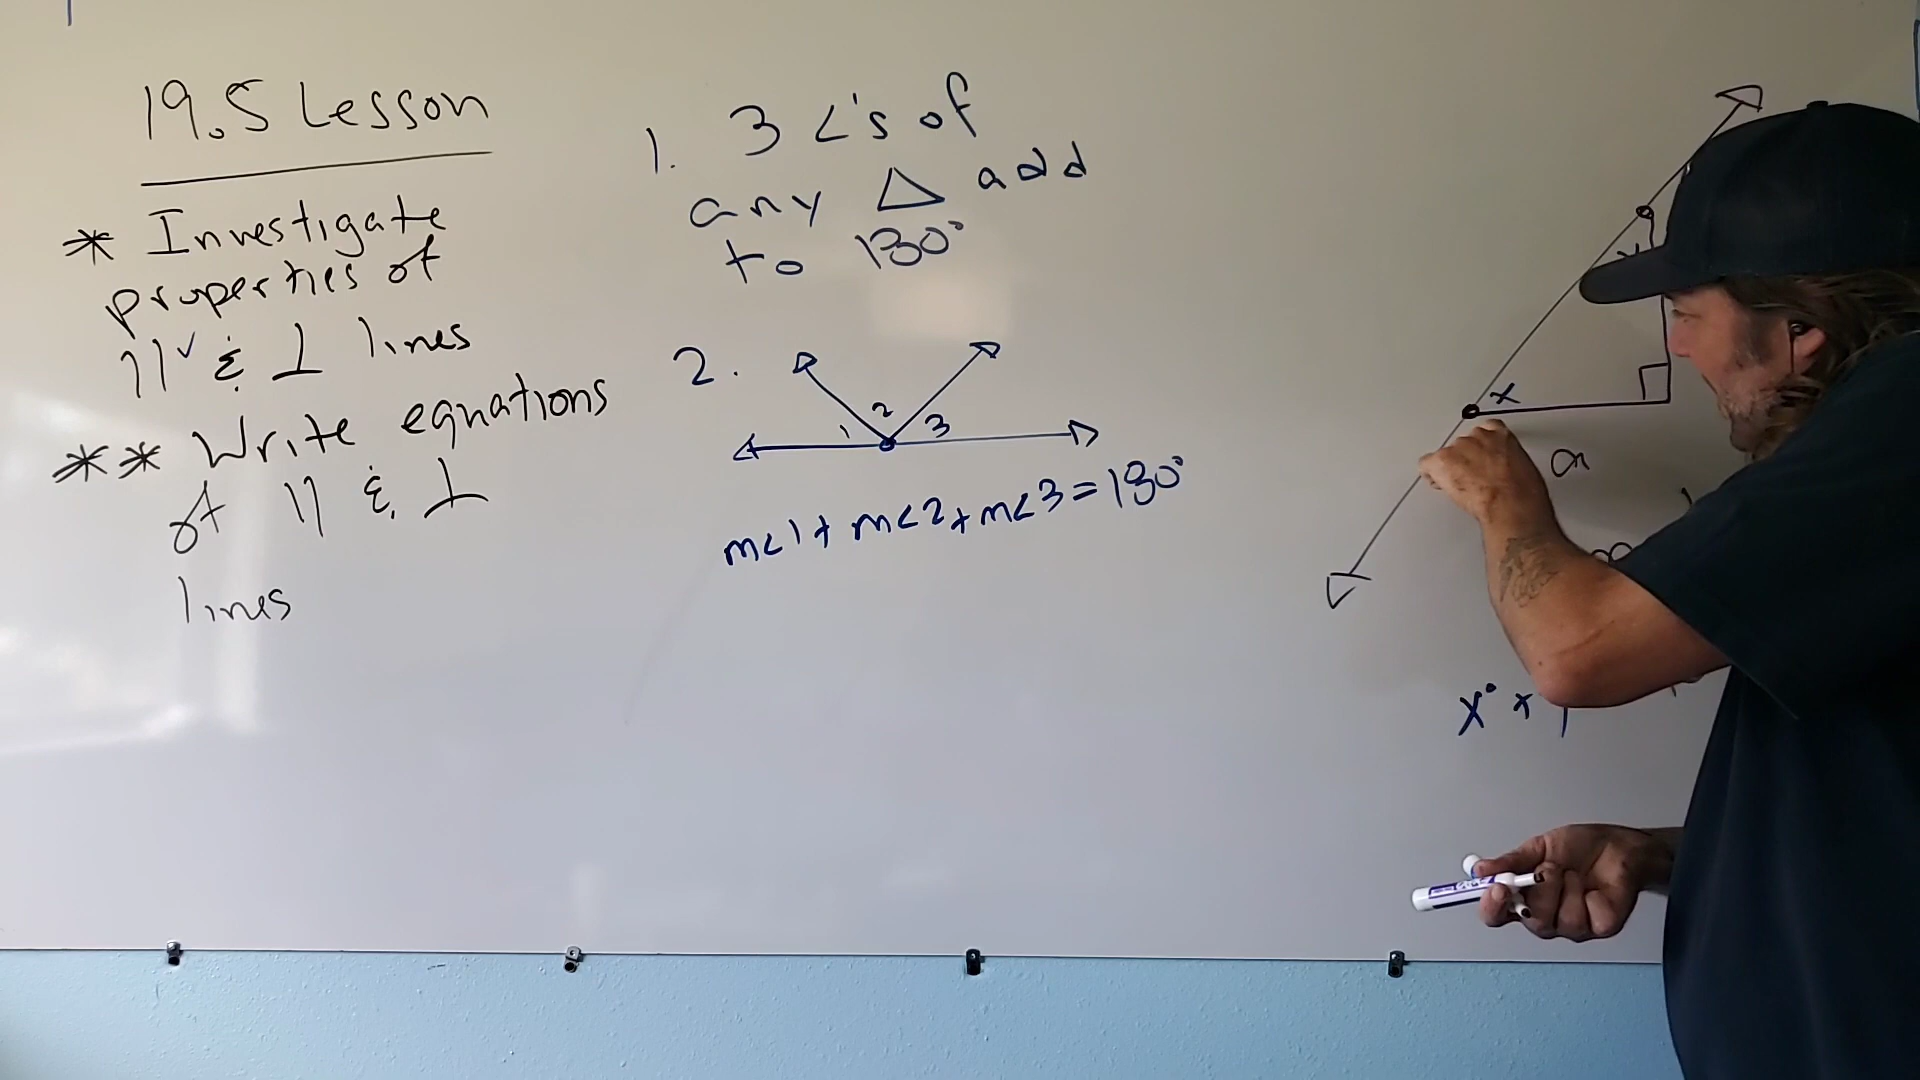 19.5 Lesson
* Investigate
properties of
|| & ⊥ lines
** Write equations
of || & ⊥
lines
1. 3 <'s of
any △ add
to 180°
2.
1 2 3
m<1 + m<2 + m<3 = 180°
x
a
x° +